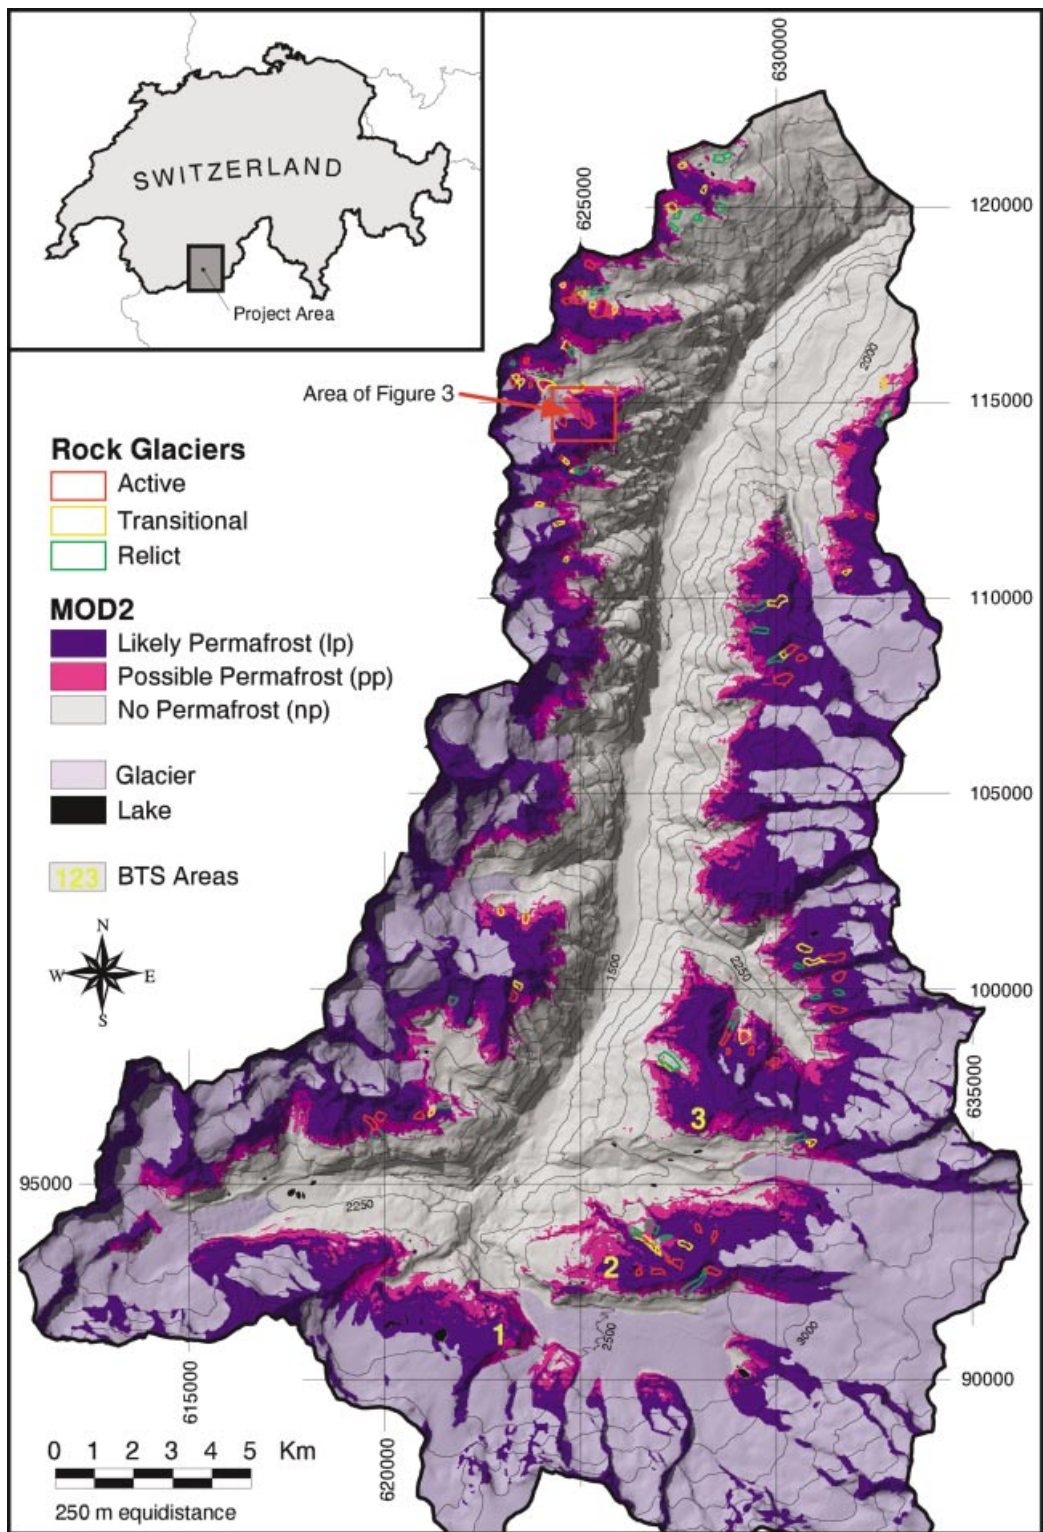 SWITZERLAND
Project Area
630000
625000
120000
2000
Area of Figure 3
115000
Rock Glaciers
Active
Transitional
Relict
110000
MOD2
Likely Permafrost (lp)
Possible Permafrost (pp)
No Permafrost (np)
Glacier
105000
Lake
123 BTS Areas
N
W E
S
1500
2250
100000
635000
3
95000
2250
2
1
2500
3000
90000
615000
620000
0 1 2 3 4 5 Km
250 m equidistance